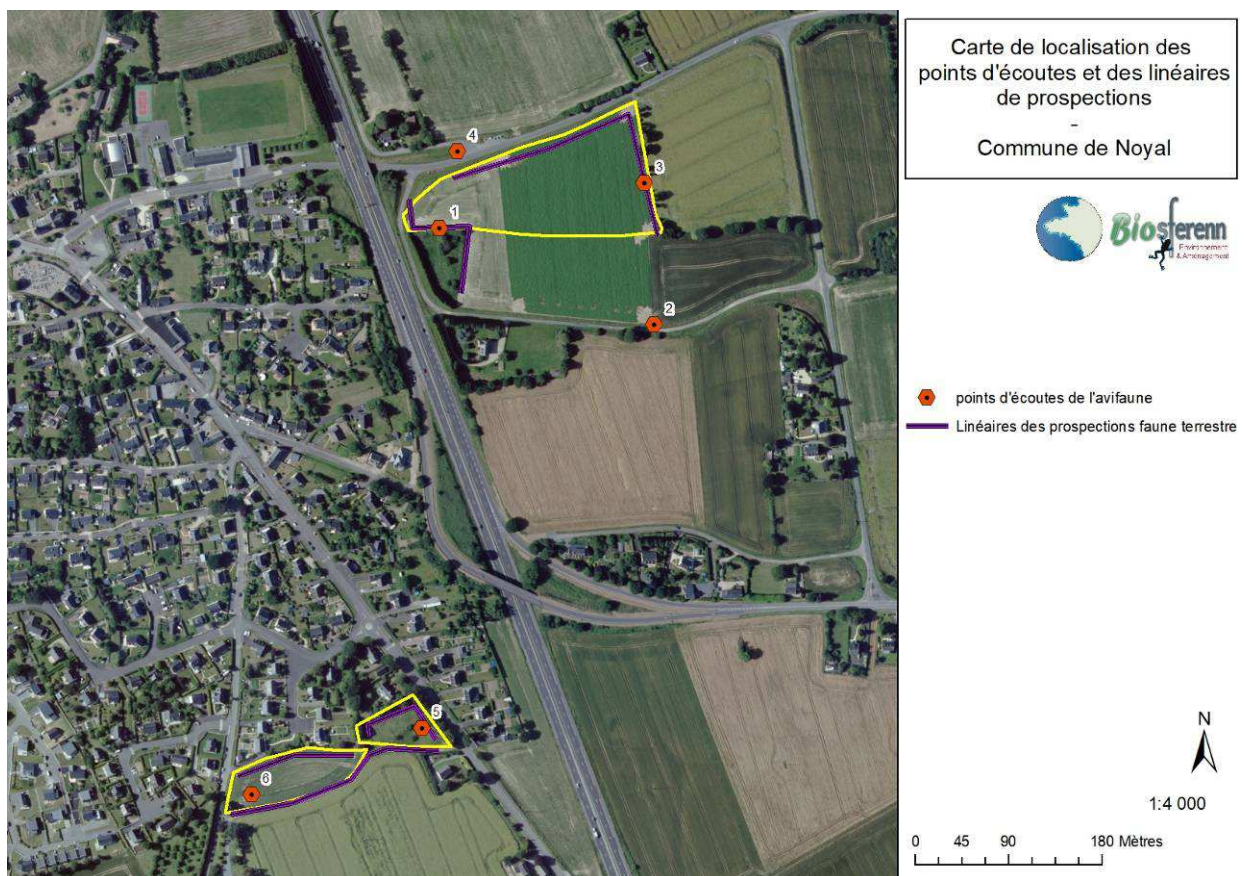 Carte de localisation des
points d'écoutes et des linéaires
de prospections
-
Commune de Noyal
Biosferenn
Environnement
& Aménagement
points d'écoutes de l'avifaune
Linéaires des prospections faune terrestre
4
3
1
2
5
6
N
1:4 000
0 45 90 180 Mètres